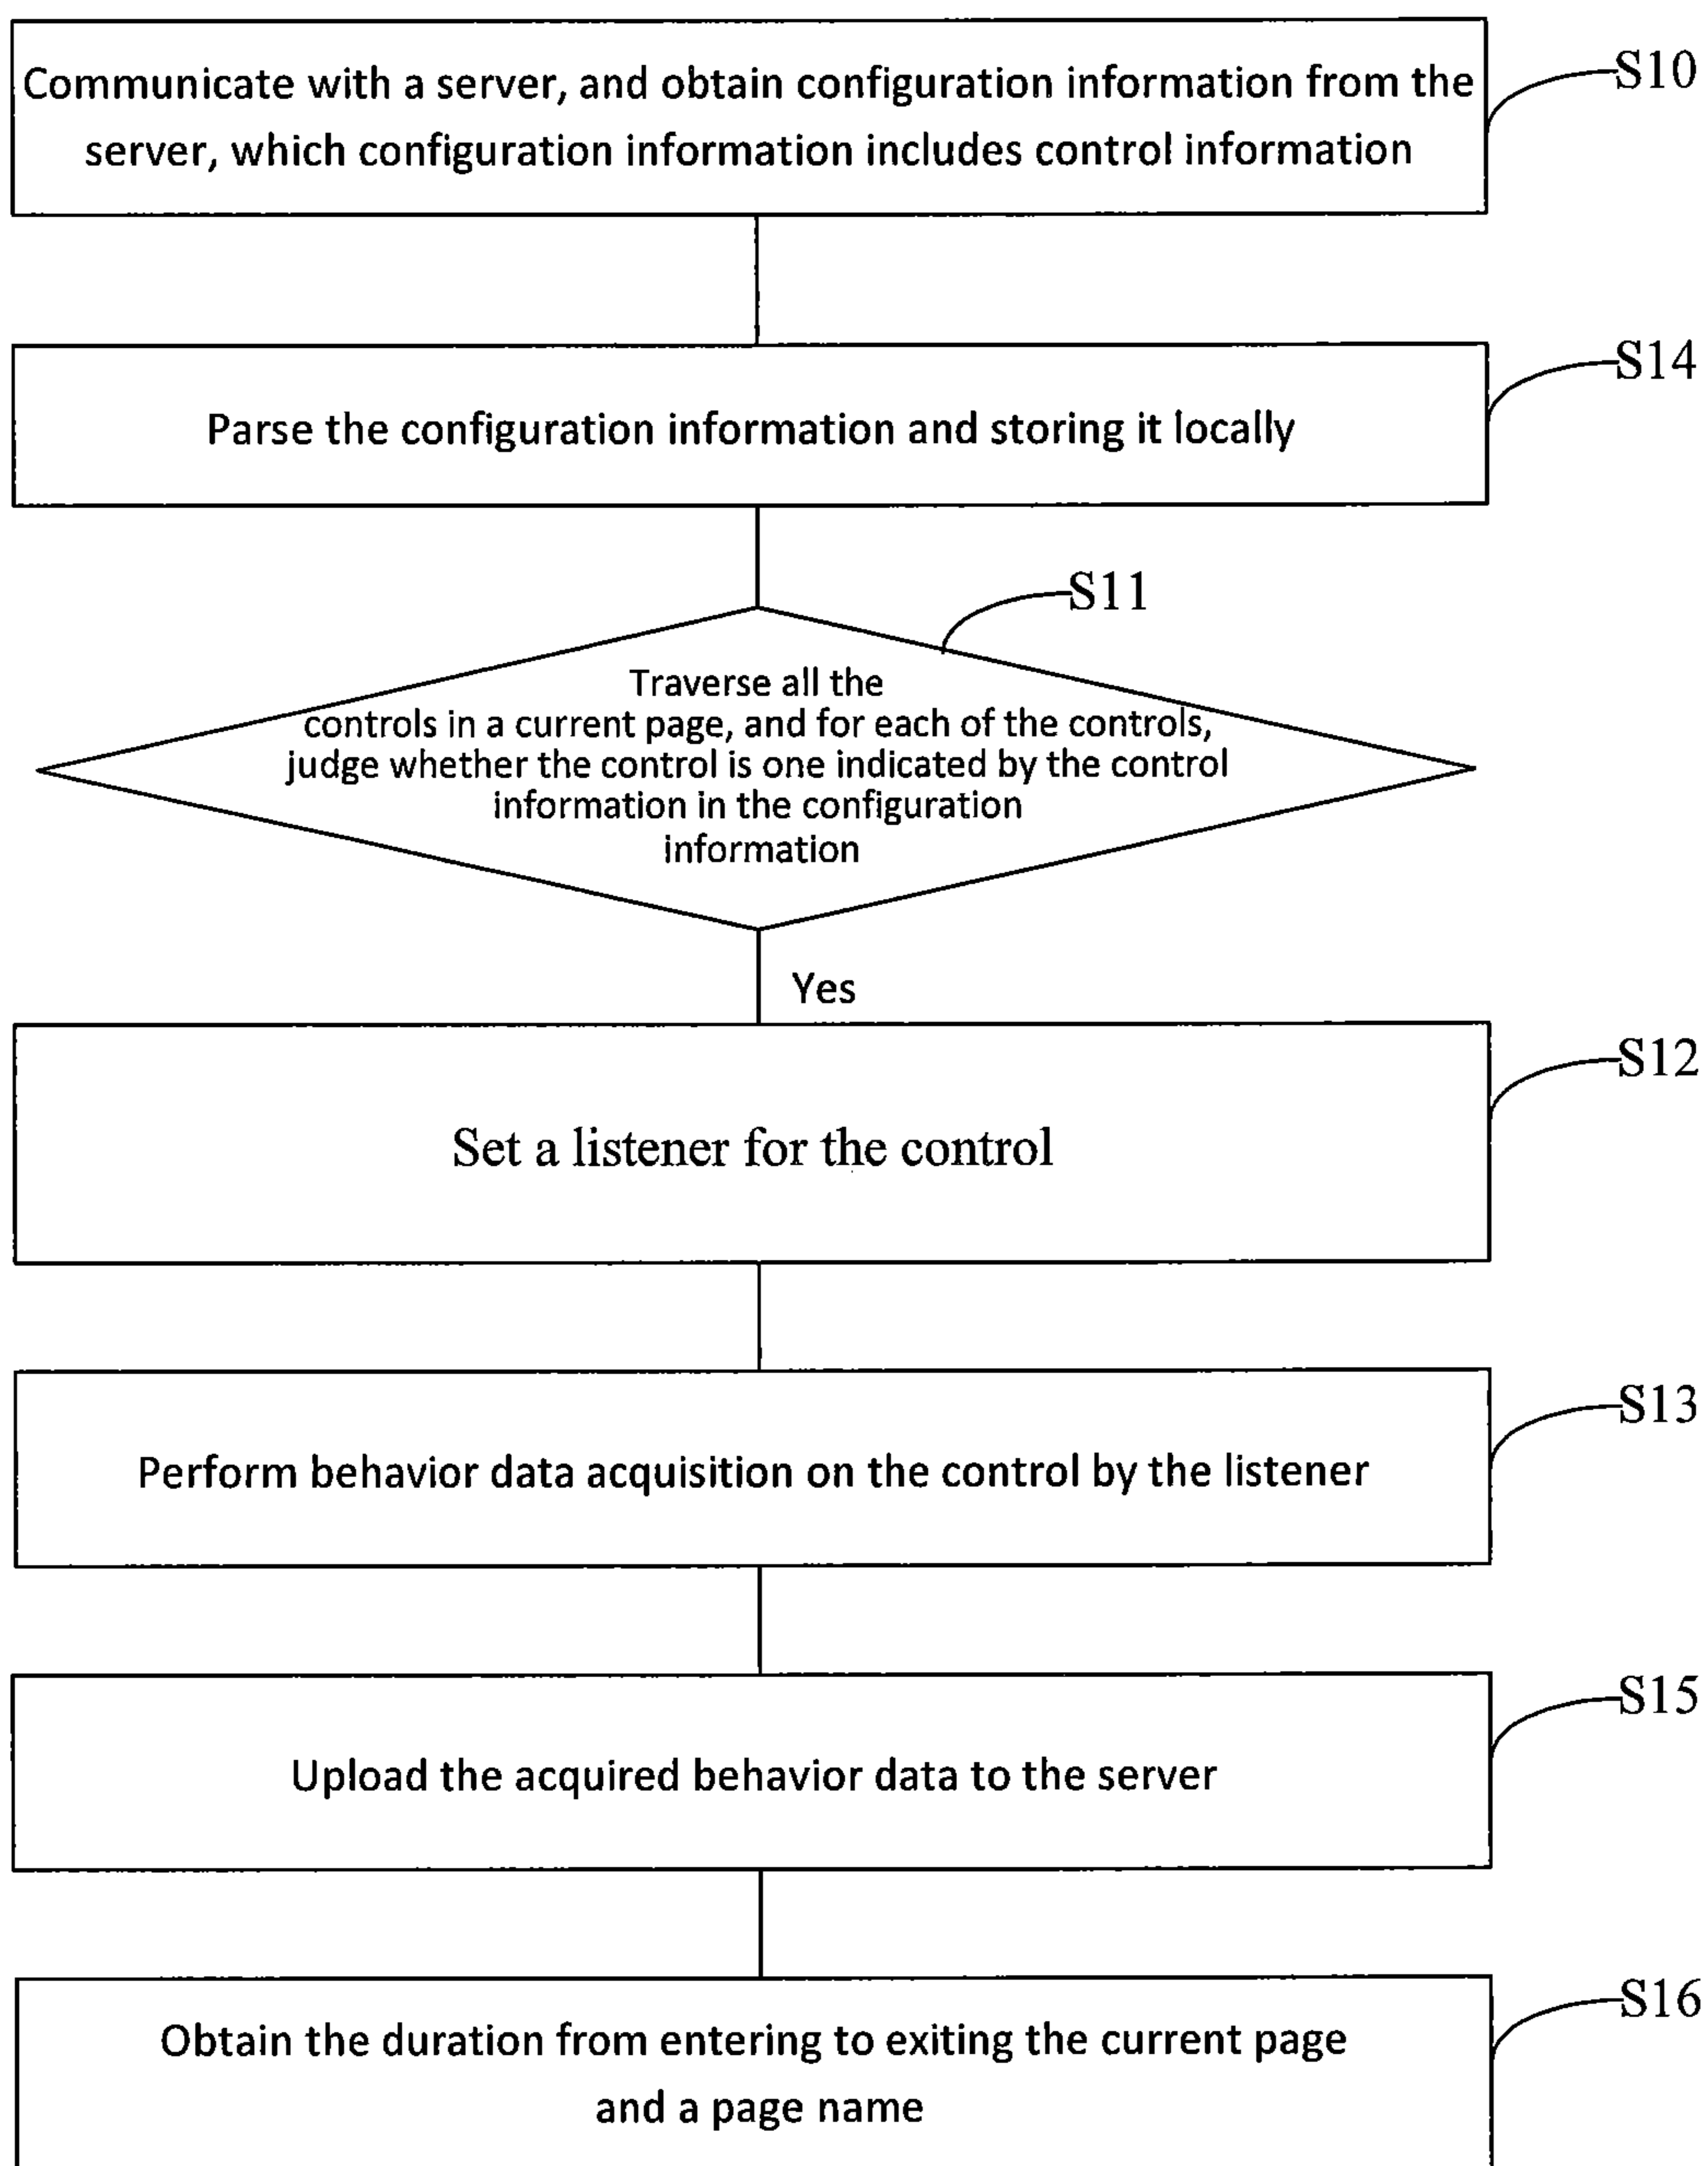 Communicate with a server, and obtain configuration information from the
server, which configuration information includes control information
S10
Parse the configuration information and storing it locally
S14
S11
Traverse all the
controls in a current page, and for each of the controls,
judge whether the control is one indicated by the control
information in the configuration
information
Yes
Set a listener for the control
S12
Perform behavior data acquisition on the control by the listener
S13
Upload the acquired behavior data to the server
S15
Obtain the duration from entering to exiting the current page
and a page name
S16